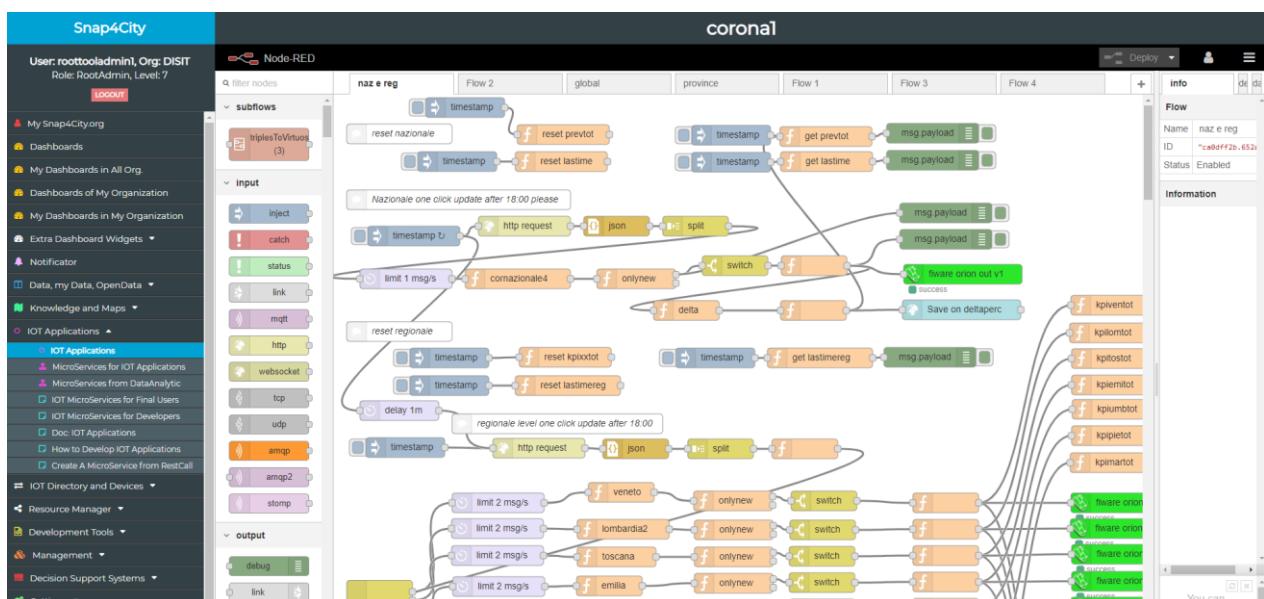 Snap4City
corona1
User: roottooladmin1, Org: DISIT
Role: RootAdmin, Level: 7
LOGOUT
Node-RED
Deploy
My Snap4City.org
Dashboards
My Dashboards in All Org.
Dashboards of My Organization
My Dashboards in My Organization
Extra Dashboard Widgets
Notificator
Data, my Data, OpenData
Knowledge and Maps
IOT Applications
IOT Applications
MicroServices for IOT Applications
MicroServices from DataAnalytic
IOT MicroServices for Final Users
IOT MicroServices for Developers
Doc: IOT Applications
How to Develop IOT Applications
Create A MicroService from RestCall
IOT Directory and Devices
Resource Manager
Development Tools
Management
Decision Support Systems
filter nodes
subflows
triplesToVirtuos
(3)
input
inject
catch
status
link
mqtt
http
websocket
tcp
udp
amqp
amqp2
stomp
output
debug
link
naz e reg
Flow 2
global
province
Flow 1
Flow 3
Flow 4
timestamp
reset nazionale
reset prevtot
timestamp
get prevtot
msg.payload
timestamp
reset lastime
timestamp
get lastime
msg.payload
Nazionale one click update after 18:00 please
timestamp ↻
http request
json
split
msg.payload
msg.payload
limit 1 msg/s
cornazionale4
onlynew
switch
f
fiware orion out v1
success
delta
f
Save on deltaperc
reset regionale
timestamp
reset kpixxtot
timestamp
get lastimereg
msg.payload
timestamp
reset lastimereg
delay 1m
regionale level one click update after 18:00
timestamp
http request
json
split
f
kpiventot
kpilomtot
kpitostot
kpiemitot
kpiumbtot
kpipietot
kpimartot
limit 2 msg/s
veneto
onlynew
switch
f
fiware orion
success
limit 2 msg/s
lombardia2
onlynew
switch
f
fiware orion
success
limit 2 msg/s
toscana
onlynew
switch
f
fiware orion
success
limit 2 msg/s
emilia
onlynew
switch
f
fiware orion
success
info
de
da
Flow
Name
naz e reg
ID
Status
Enabled
Information
You can